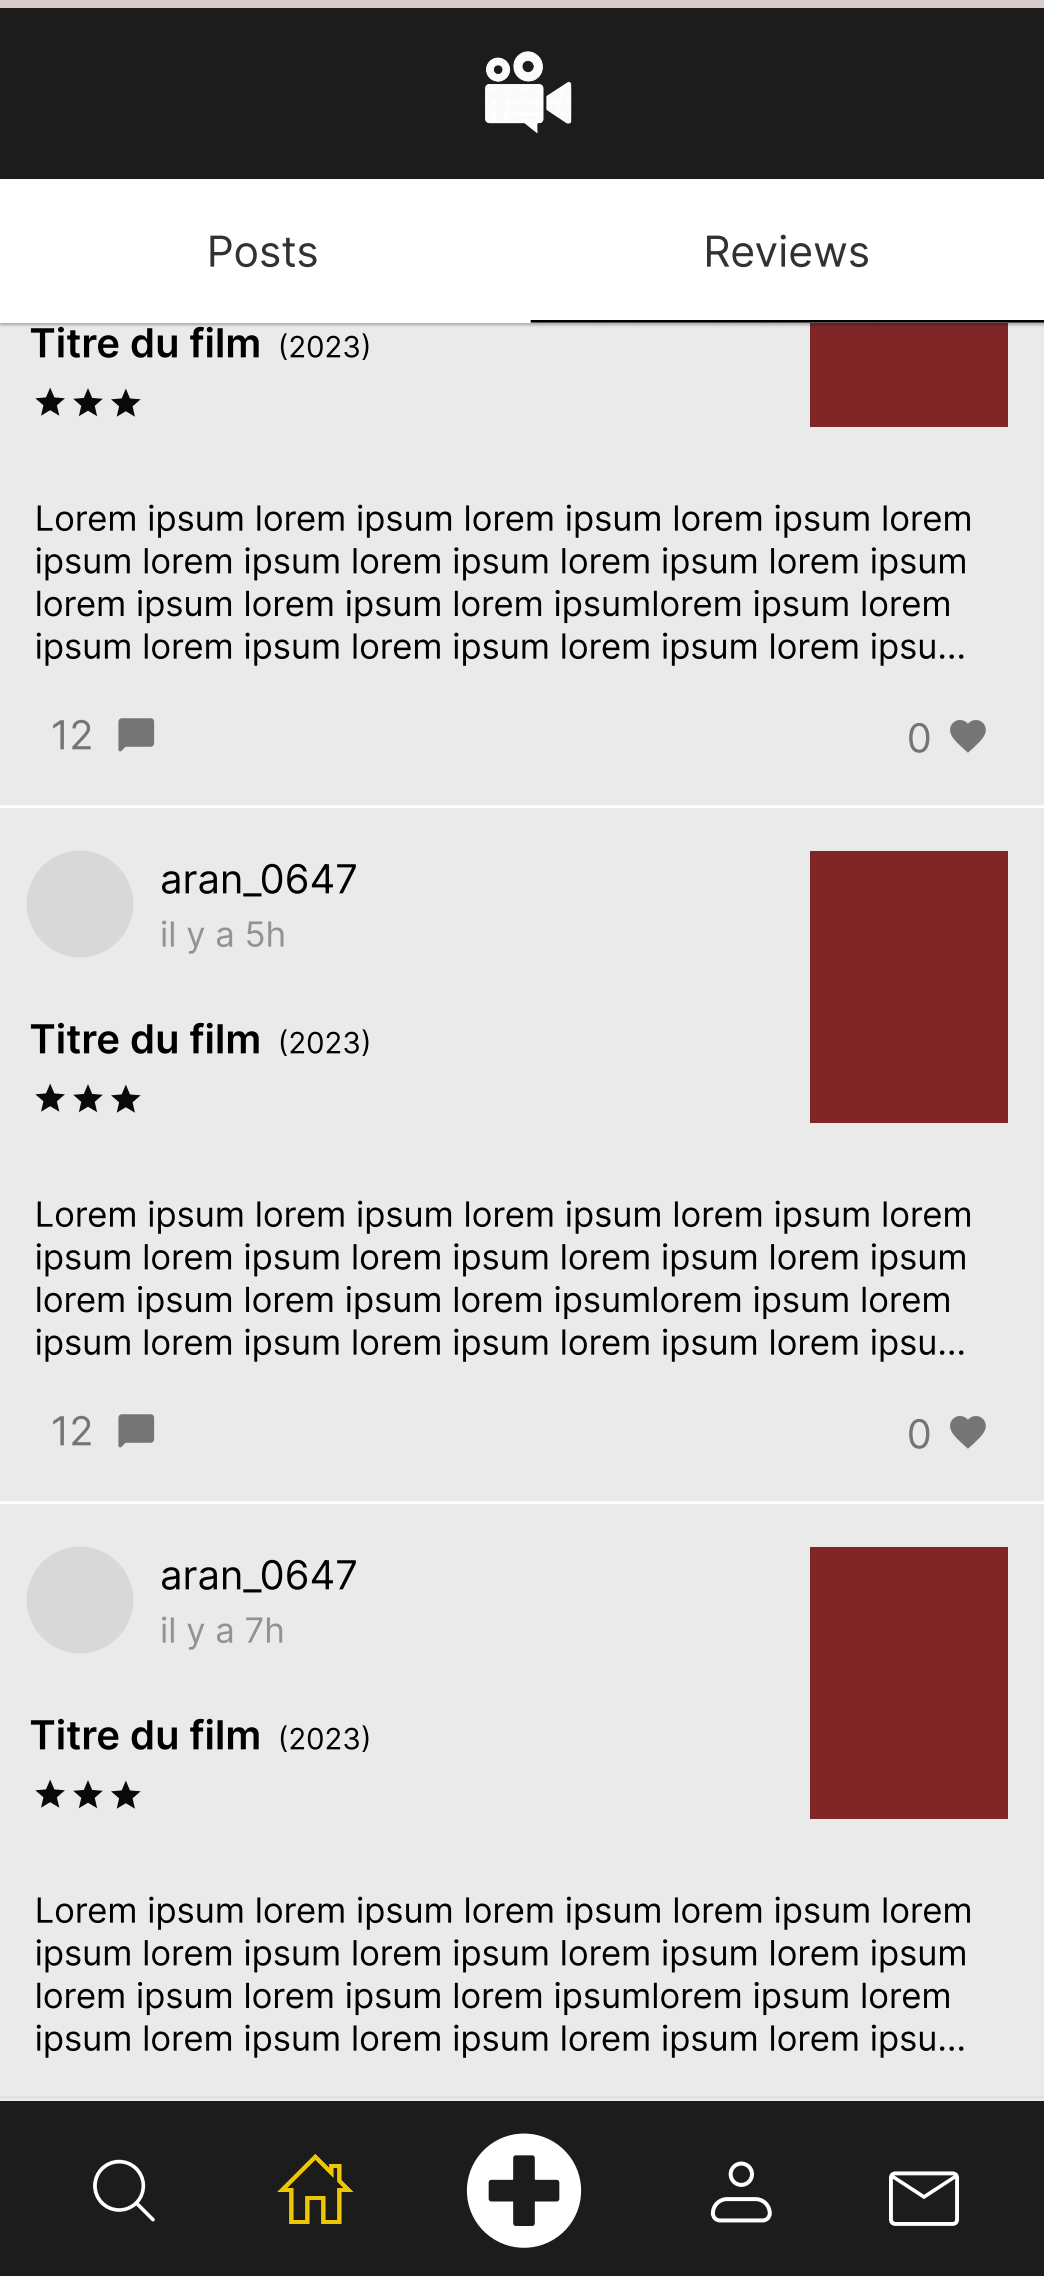 Posts
Reviews
Titre du film (2023)
Lorem ipsum lorem ipsum lorem ipsum lorem ipsum lorem
ipsum lorem ipsum lorem ipsum lorem ipsum lorem ipsum
lorem ipsum lorem ipsum lorem ipsumlorem ipsum lorem
ipsum lorem ipsum lorem ipsum lorem ipsum lorem ipsu...
12
0
aran_0647
il y a 5h
Titre du film (2023)
Lorem ipsum lorem ipsum lorem ipsum lorem ipsum lorem
ipsum lorem ipsum lorem ipsum lorem ipsum lorem ipsum
lorem ipsum lorem ipsum lorem ipsumlorem ipsum lorem
ipsum lorem ipsum lorem ipsum lorem ipsum lorem ipsu...
12
0
aran_0647
il y a 7h
Titre du film (2023)
Lorem ipsum lorem ipsum lorem ipsum lorem ipsum lorem
ipsum lorem ipsum lorem ipsum lorem ipsum lorem ipsum
lorem ipsum lorem ipsum lorem ipsumlorem ipsum lorem
ipsum lorem ipsum lorem ipsum lorem ipsum lorem ipsu...